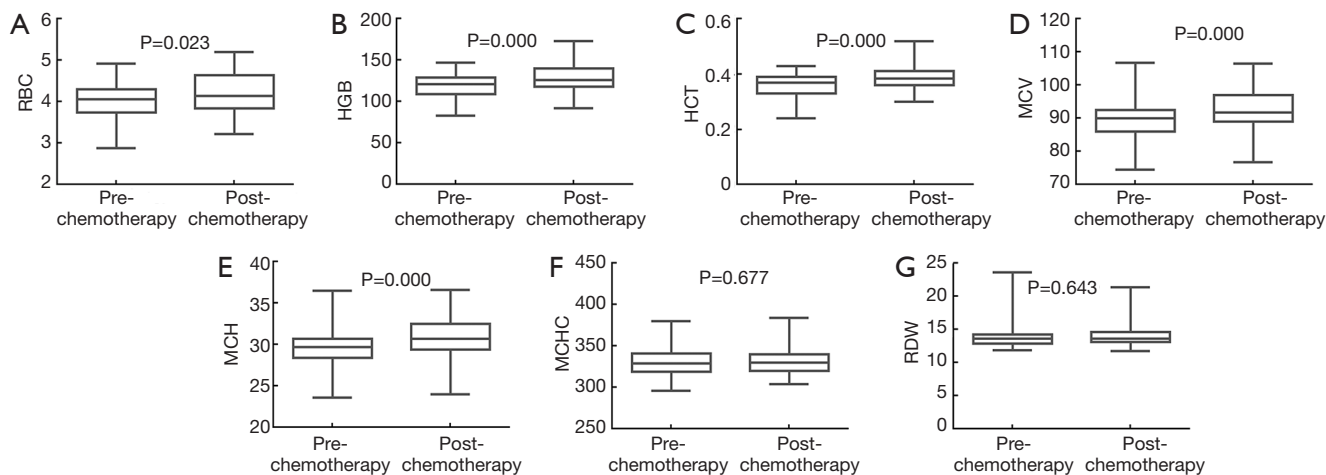 A
RBC
6
5
4
3
2
P=0.023
Pre-
chemotherapy
Post-
chemotherapy
B
HGB
200
150
100
50
0
P=0.000
Pre-
chemotherapy
Post-
chemotherapy
C
HCT
0.6
0.4
0.2
P=0.000
Pre-
chemotherapy
Post-
chemotherapy
D
MCV
120
110
100
90
80
70
P=0.000
Pre-
chemotherapy
Post-
chemotherapy
E
MCH
40
35
30
25
20
P=0.000
Pre-
chemotherapy
Post-
chemotherapy
F
MCHC
450
400
350
300
250
P=0.677
Pre-
chemotherapy
Post-
chemotherapy
G
RDW
25
20
15
10
5
0
P=0.643
Pre-
chemotherapy
Post-
chemotherapy